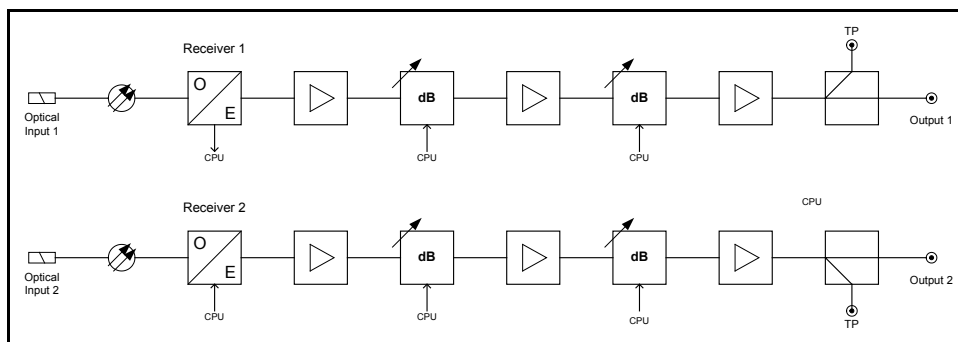 TP
Receiver 1
O
E
dB
dB
Optical
Input 1
Output 1
CPU
CPU
CPU
CPU
Receiver 2
O
E
dB
dB
Optical
Input 2
Output 2
CPU
CPU
CPU
TP